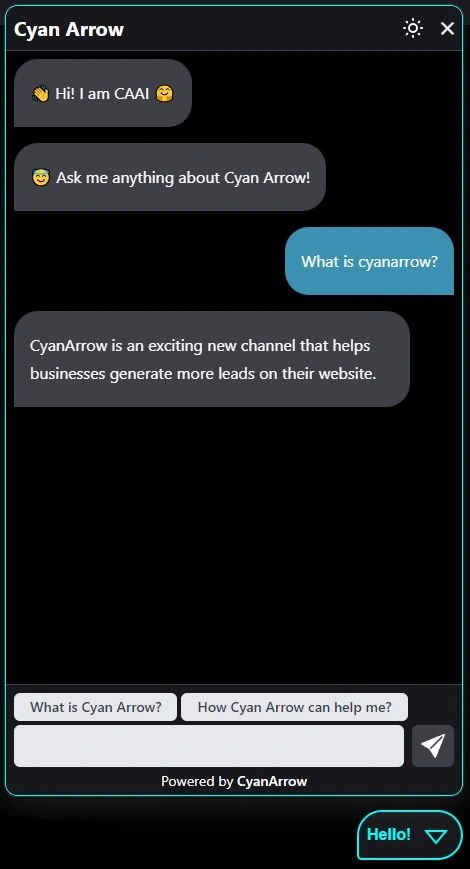 Cyan Arrow
👋 Hi! I am CAAI 🤗
😇 Ask me anything about Cyan Arrow!
What is cyanarrow?
CyanArrow is an exciting new channel that helps
businesses generate more leads on their website.
What is Cyan Arrow?
How Cyan Arrow can help me?
Powered by CyanArrow
Hello!